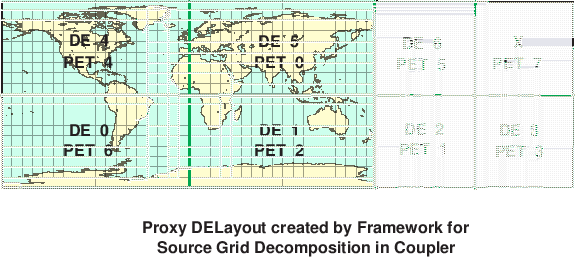 DE 4 DE 5 DE 6 X
PET 4 PET 0 PET 5 PET 7
DE 0 DE 1 DE 2 DE 3
PET 6 PET 2 PET 1 PET 3
Proxy DELayout created by Framework for
Source Grid Decomposition in Coupler